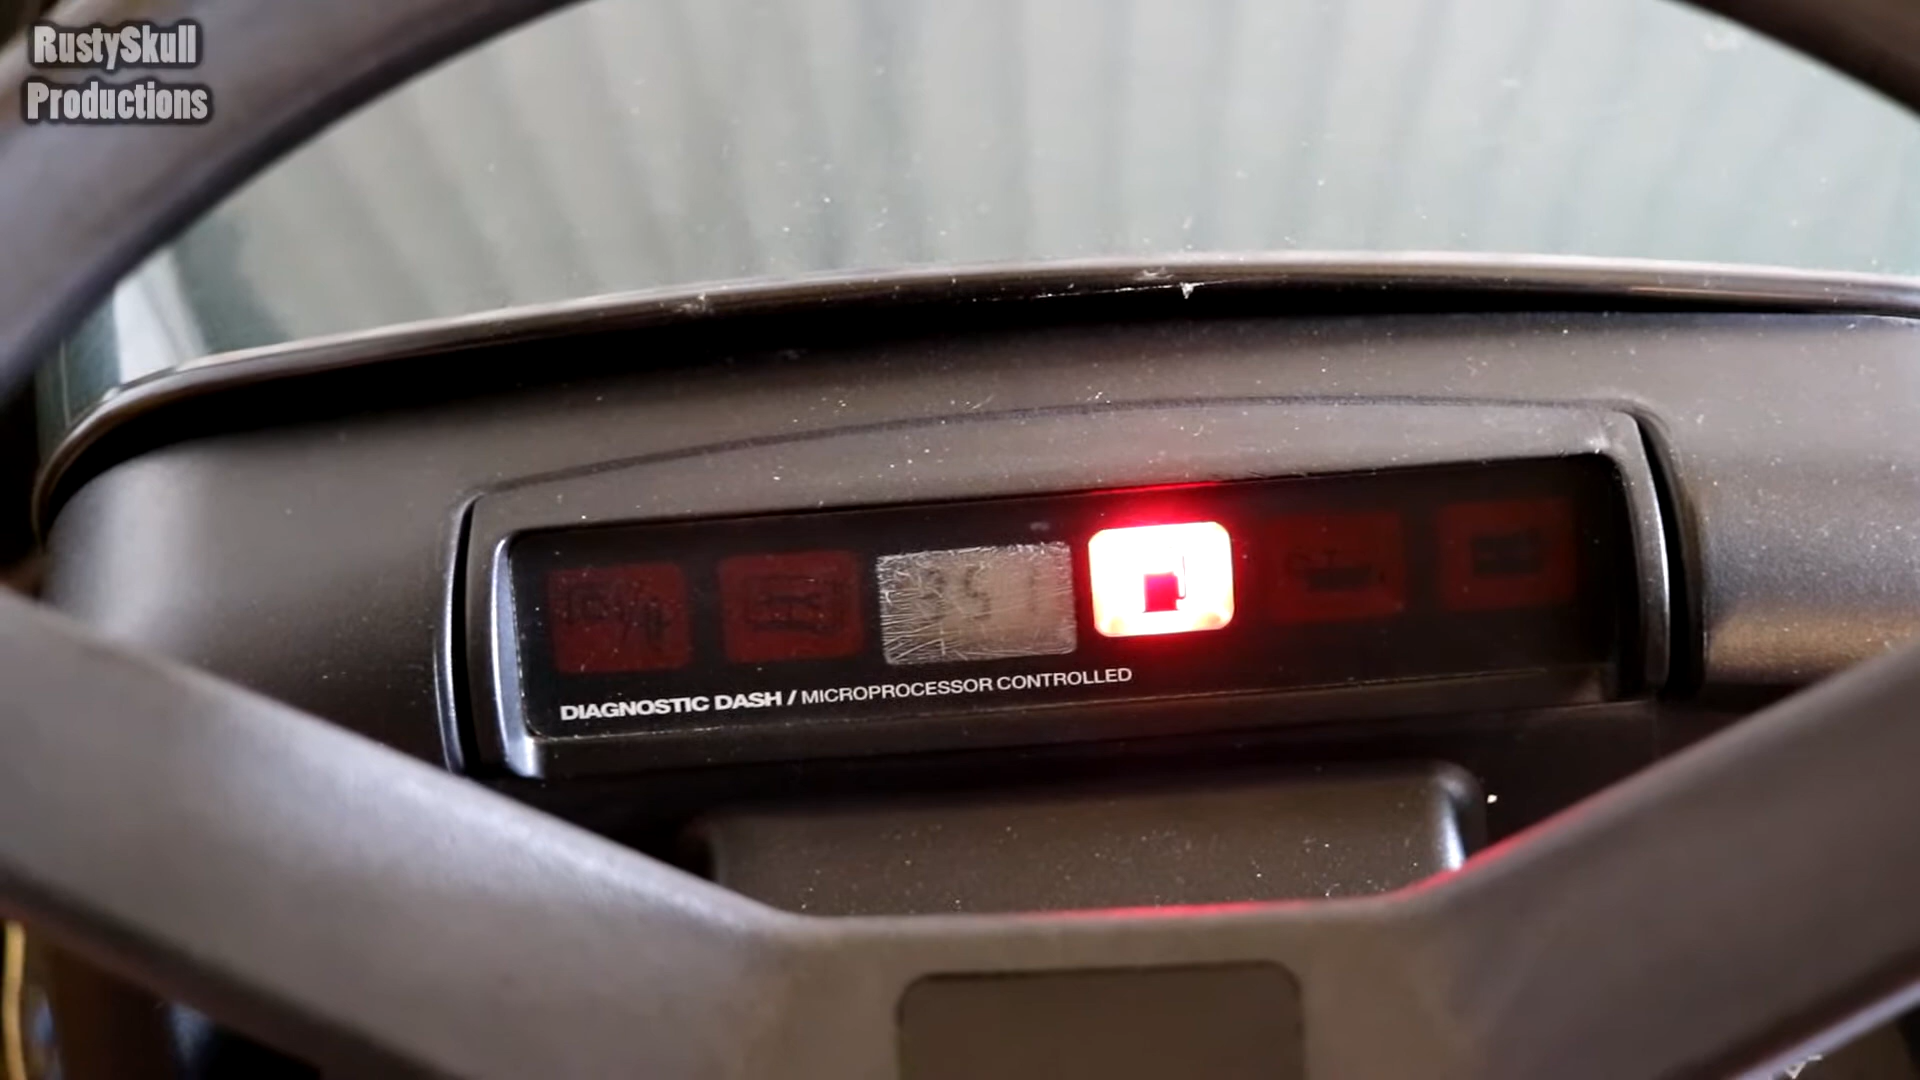 RustySkull
Productions
DIAGNOSTIC DASH / MICROPROCESSOR CONTROLLED